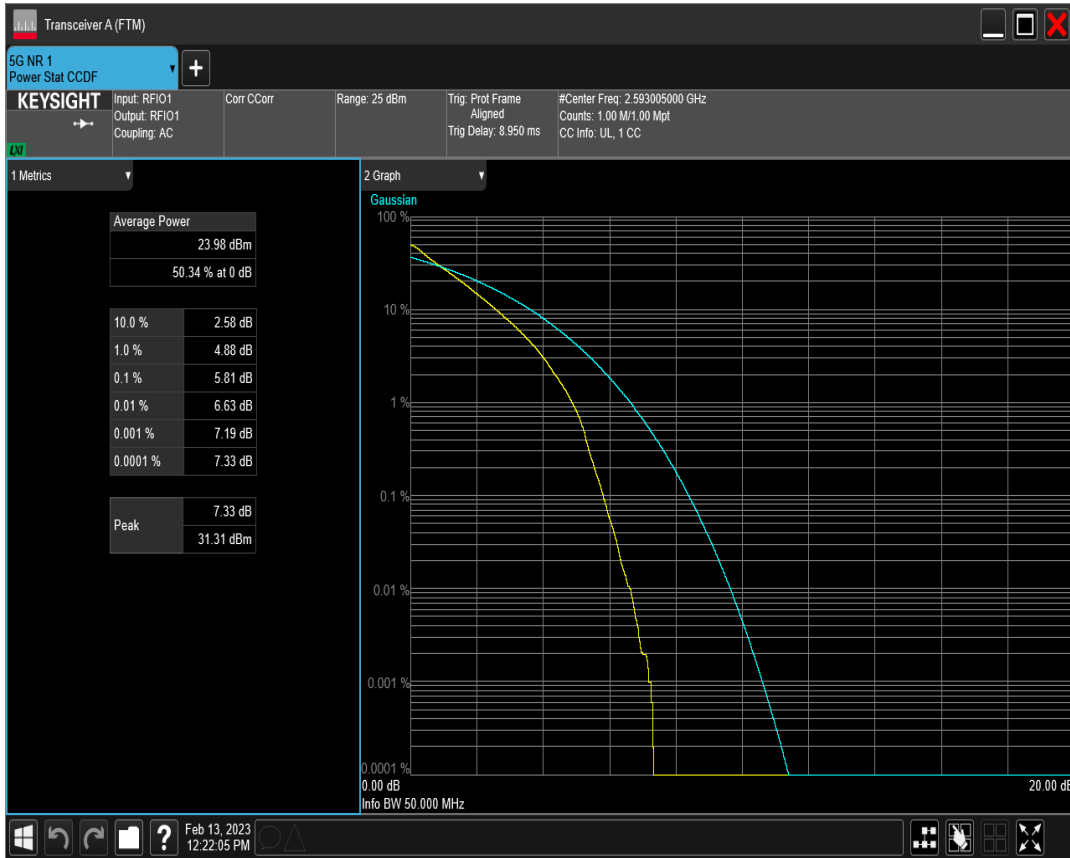 Transceiver A (FTM)
5G NR 1
Power Stat CCDF
+
KEYSIGHT
LXI
Input: RFIO1
Output: RFIO1
Coupling: AC
Corr CCorr
Range: 25 dBm
Trig: Prot Frame
Aligned
Trig Delay: 8.950 ms
#Center Freq: 2.593005000 GHz
Counts: 1.00 M/1.00 Mpt
CC Info: UL, 1 CC
1 Metrics
Average Power
23.98 dBm
50.34 % at 0 dB
10.0 % 2.58 dB
1.0 % 4.88 dB
0.1 % 5.81 dB
0.01 % 6.63 dB
0.001 % 7.19 dB
0.0001 % 7.33 dB
Peak 7.33 dB
31.31 dBm
2 Graph
Gaussian
100 %
10 %
1 %
0.1 %
0.01 %
0.001 %
0.0001 %
0.00 dB 20.00 dB
Info BW 50.000 MHz
? Feb 13, 2023
12:22:05 PM